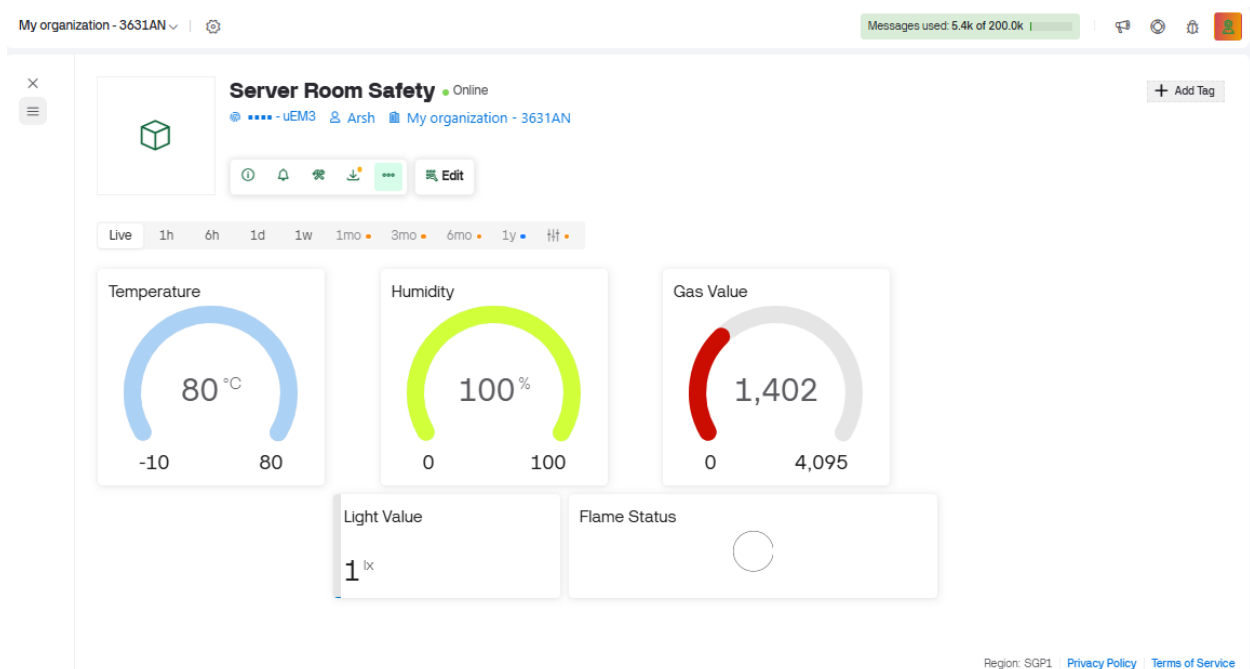 My organization - 3631AN
Messages used: 5.4k of 200.0k
Server Room Safety Online
- uEM3 Arsh My organization - 3631AN
Add Tag
Edit
Live 1h 6h 1d 1w 1mo 3mo 6mo 1y
Temperature
80 °C
-10 80
Humidity
100 %
0 100
Gas Value
1,402
0 4,095
Light Value
1 lx
Flame Status
Region: SGP1 Privacy Policy Terms of Service